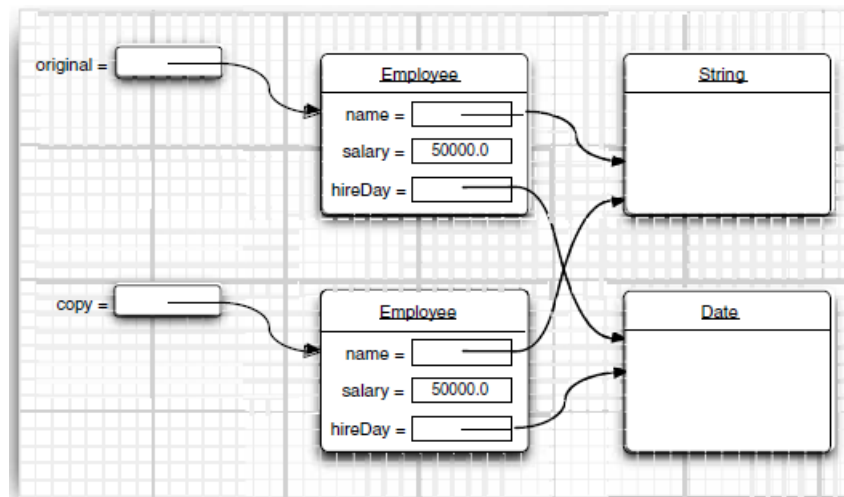 original =
Employee
name =
salary = 50000.0
hireDay =
String
copy =
Employee
name =
salary = 50000.0
hireDay =
Date